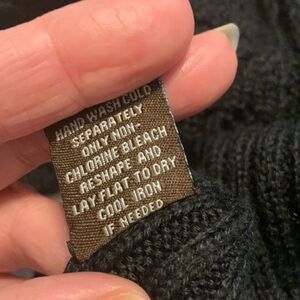 HAND WASH COLD
SEPARATELY
ONLY NON-
CHLORINE BLEACH
RESHAPE AND
LAY FLAT TO DRY
COOL IRON
IF NEEDED